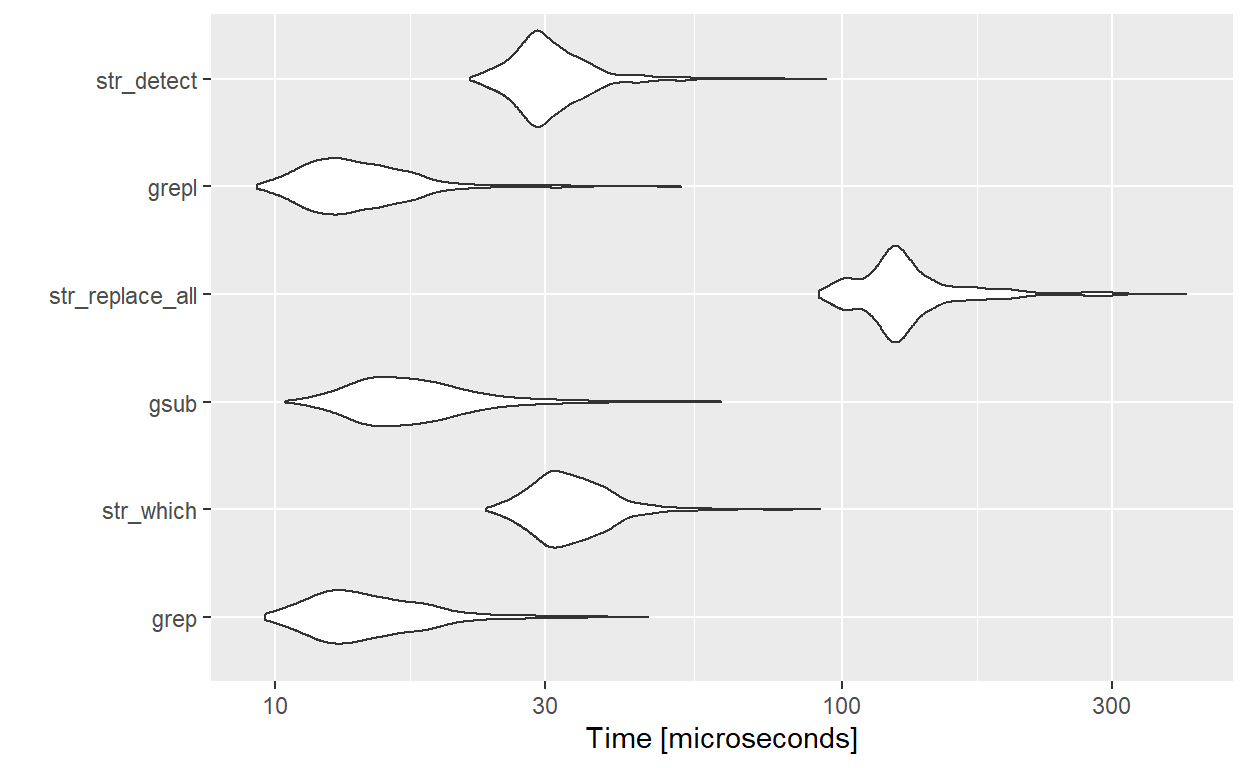 str_detect
grepl
str_replace_all
gsub
str_which
grep
10 30 100 300
Time [microseconds]